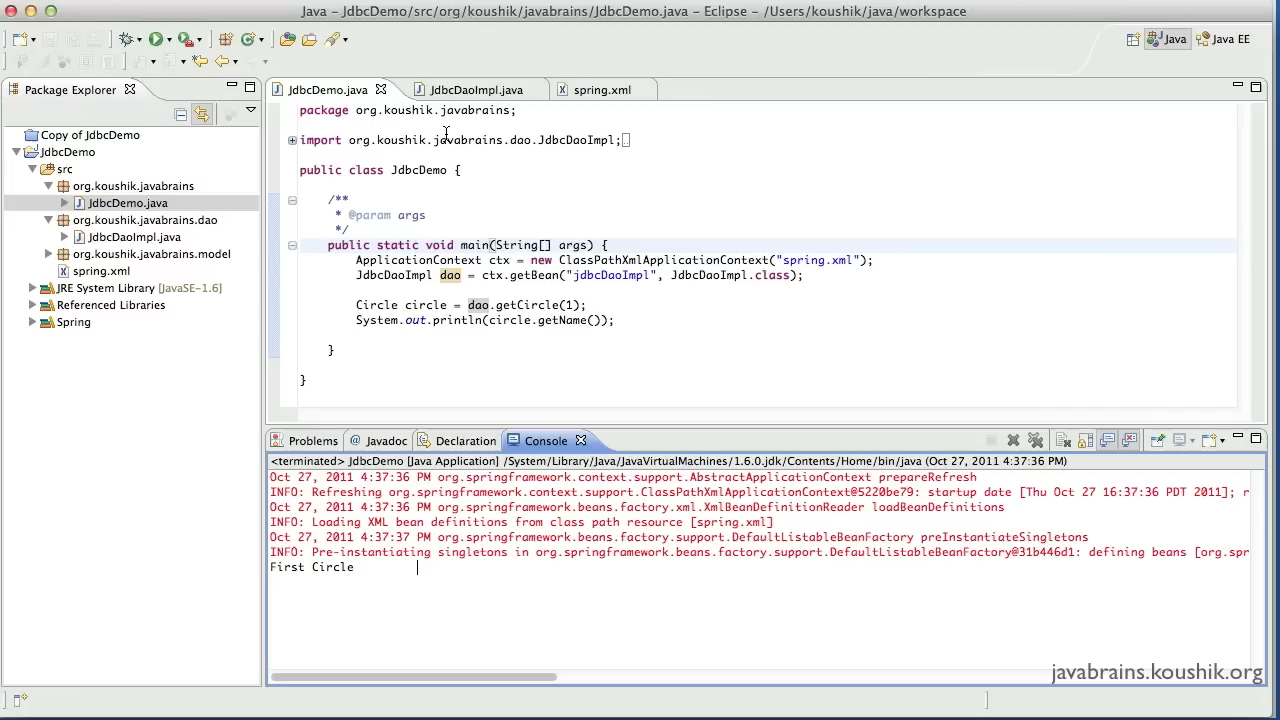 Java – JdbcDemo/src/org/koushik/javabrains/JdbcDemo.java – Eclipse – /Users/koushik/java/workspace
Java
Java EE
Package Explorer
JdbcDemo.java
JdbcDaoImpl.java
spring.xml
Copy of JdbcDemo
JdbcDemo
src
org.koushik.javabrains
JdbcDemo.java
org.koushik.javabrains.dao
JdbcDaoImpl.java
org.koushik.javabrains.model
spring.xml
JRE System Library [JavaSE-1.6]
Referenced Libraries
Spring
package org.koushik.javabrains;
import org.koushik.javabrains.dao.JdbcDaoImpl;
public class JdbcDemo {
/**
* @param args
*/
public static void main(String[] args) {
ApplicationContext ctx = new ClassPathXmlApplicationContext("spring.xml");
JdbcDaoImpl dao = ctx.getBean("jdbcDaoImpl", JdbcDaoImpl.class);
Circle circle = dao.getCircle(1);
System.out.println(circle.getName());
}
}
Problems
@ Javadoc
Declaration
Console
<terminated> JdbcDemo [Java Application] /System/Library/Java/JavaVirtualMachines/1.6.0.jdk/Contents/Home/bin/java (Oct 27, 2011 4:37:36 PM)
Oct 27, 2011 4:37:36 PM org.springframework.context.support.AbstractApplicationContext prepareRefresh
INFO: Refreshing org.springframework.context.support.ClassPathXmlApplicationContext@5220be79: startup date [Thu Oct 27 16:37:36 PDT 2011]; r
Oct 27, 2011 4:37:36 PM org.springframework.beans.factory.xml.XmlBeanDefinitionReader loadBeanDefinitions
INFO: Loading XML bean definitions from class path resource [spring.xml]
Oct 27, 2011 4:37:37 PM org.springframework.beans.factory.support.DefaultListableBeanFactory preInstantiateSingletons
INFO: Pre-instantiating singletons in org.springframework.beans.factory.support.DefaultListableBeanFactory@31b446d1: defining beans [org.spr
First Circle
javabrains.koushik.org